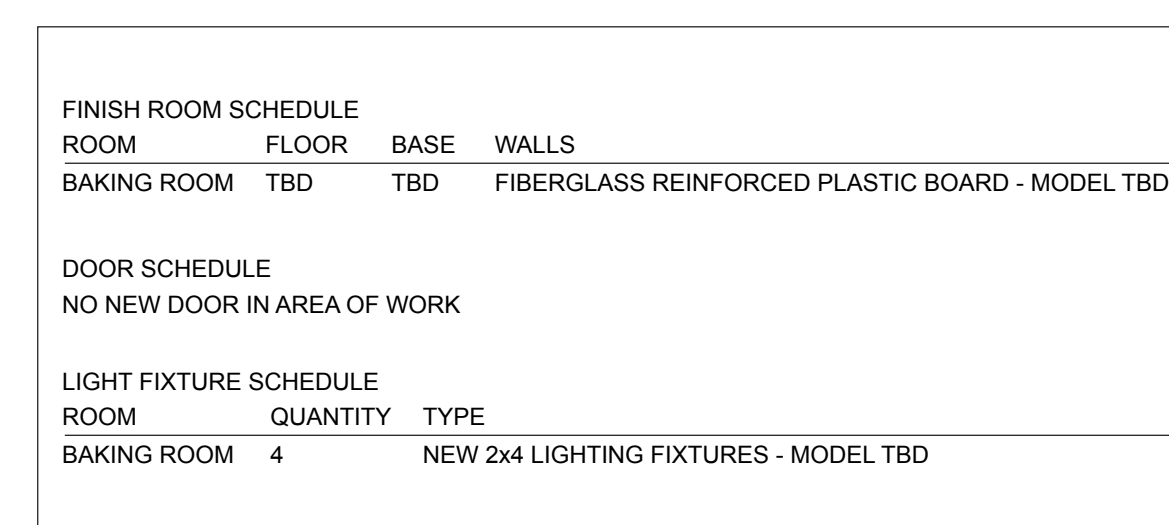 FINISH ROOM SCHEDULE
ROOM FLOOR BASE WALLS
BAKING ROOM TBD TBD FIBERGLASS REINFORCED PLASTIC BOARD - MODEL TBD
DOOR SCHEDULE
NO NEW DOOR IN AREA OF WORK
LIGHT FIXTURE SCHEDULE
ROOM QUANTITY TYPE
BAKING ROOM 4 NEW 2x4 LIGHTING FIXTURES - MODEL TBD